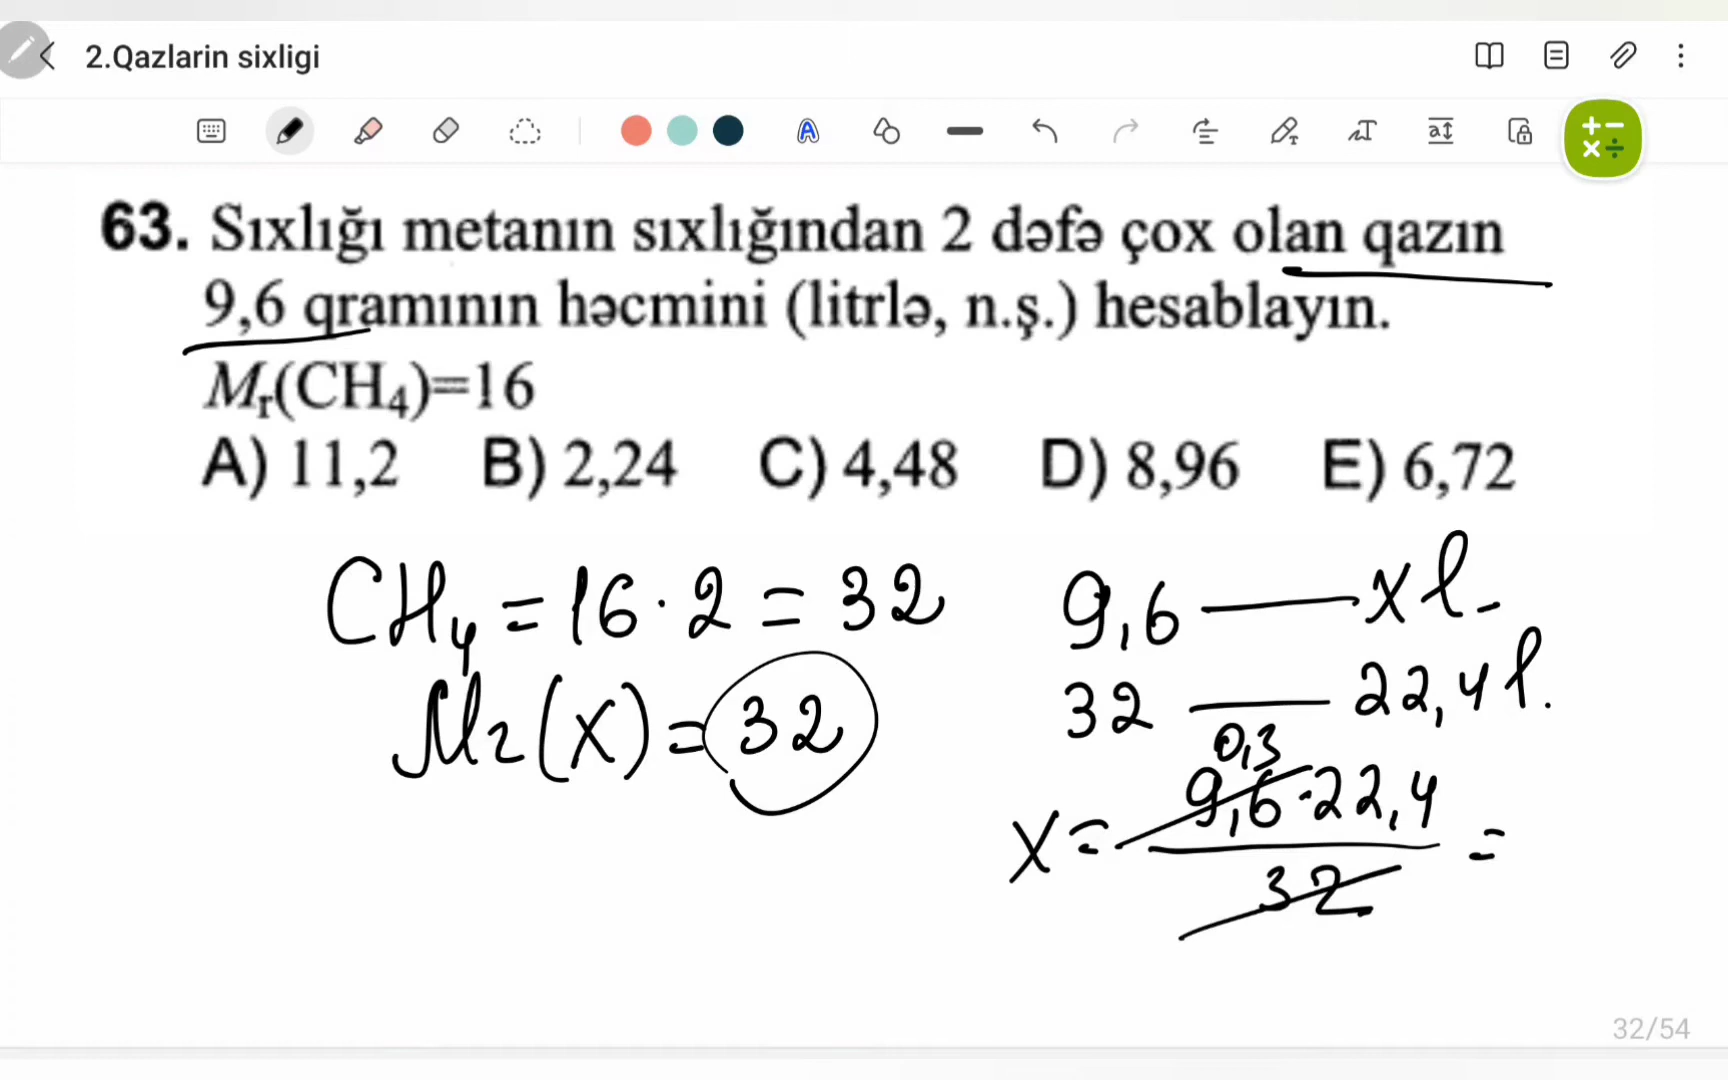 2.Qazlarin sixligi
63. Sıxlığı metanın sıxlığından 2 dəfə çox olan qazın
9,6 qramının həcmini (litrlə, n.ş.) hesablayın.
Mr(CH4)=16
A) 11,2 B) 2,24 C) 4,48 D) 8,96 E) 6,72
CH4 = 16 · 2 = 32
Mr(X) = 32
9,6 — x l.
32 — 22,4 l.
0,3
x = 9,6 · 22,4 =
32
32/54